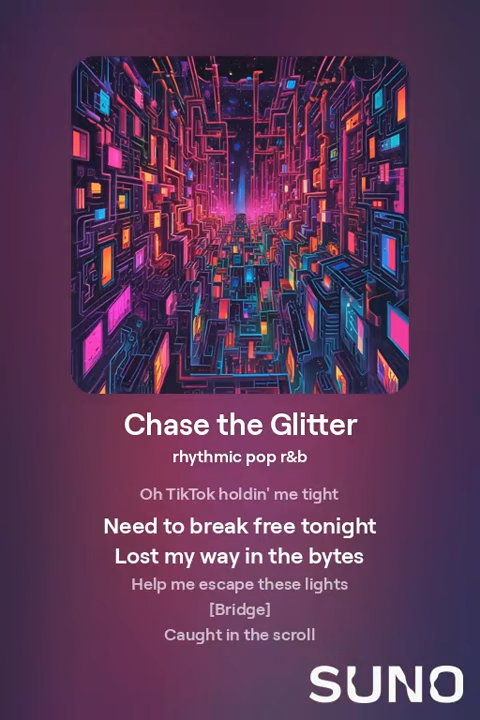 Chase the Glitter
rhythmic pop r&b
Oh TikTok holdin' me tight
Need to break free tonight
Lost my way in the bytes
Help me escape these lights
[Bridge]
Caught in the scroll
SUNO